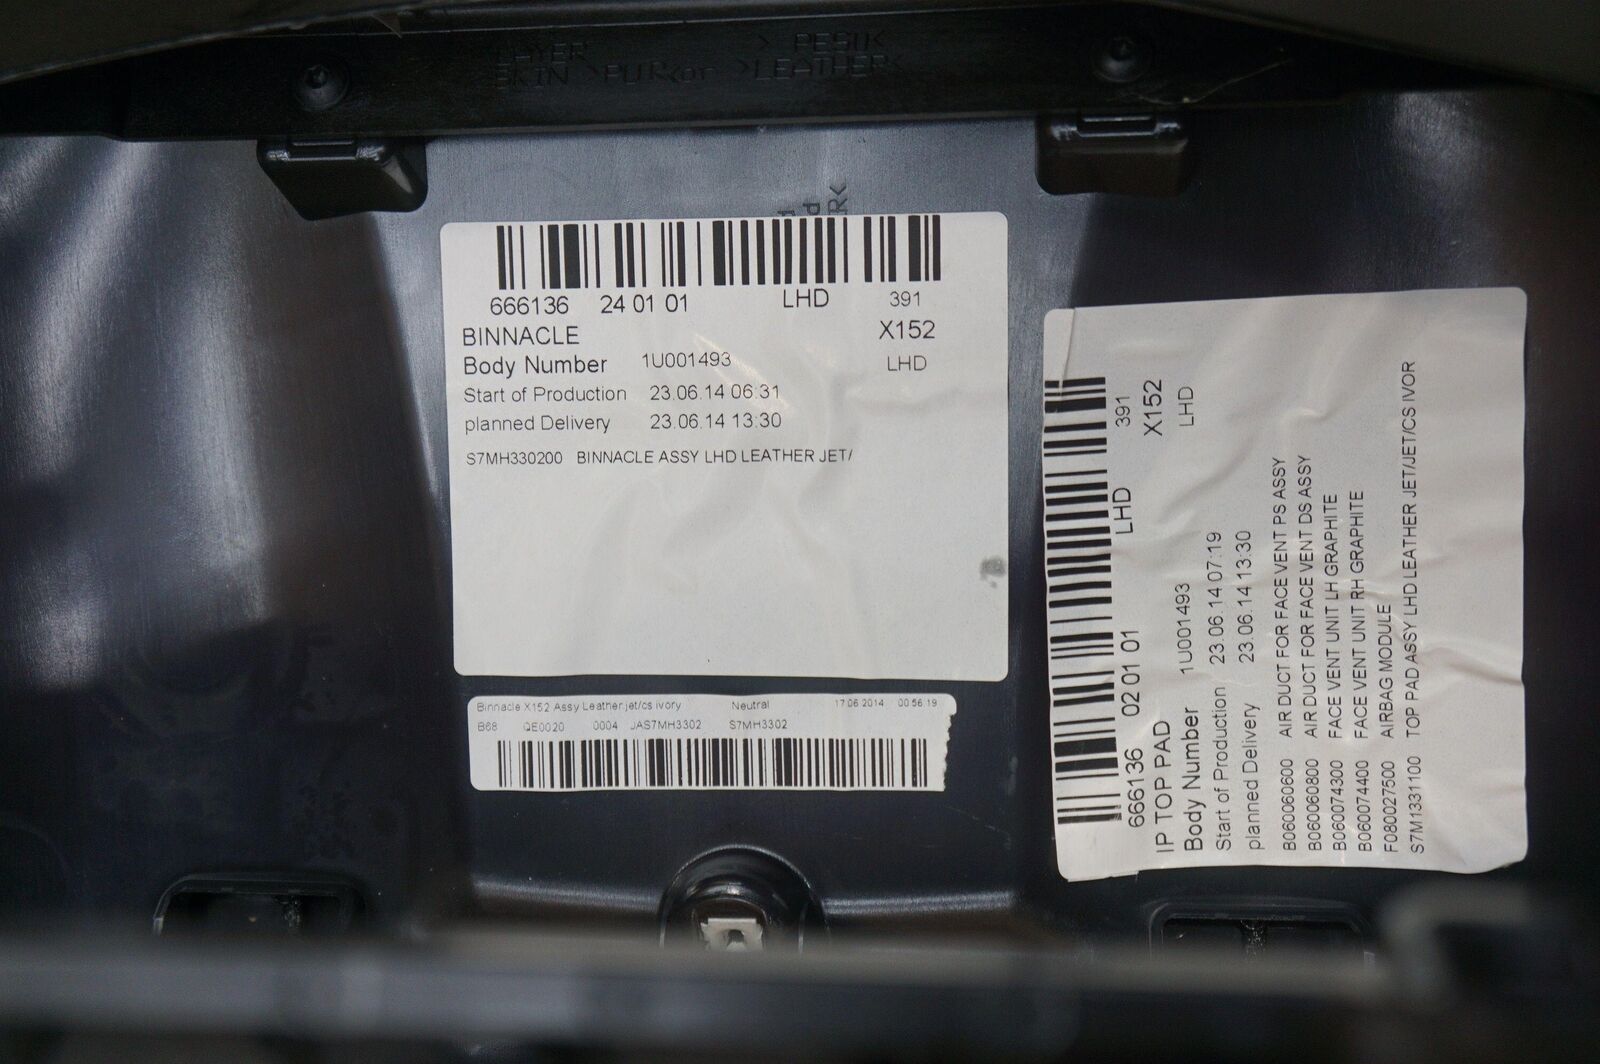 LAYER > PESU<
SKIN >PUR<or >LEATHER<
666136 24 01 01 LHD 391
BINNACLE X152
Body Number 1U001493 LHD
Start of Production 23.06.14 06:31
planned Delivery 23.06.14 13:30
S7MH330200 BINNACLE ASSY LHD LEATHER JET/
Binnacle X152 Assy Leather.jet/cs ivory Neutral 17.06.2014 00:56:19
B68 QE0020 0004 JAS7MH3302 S7MH3302
666136 02 01 01 LHD 391
IP TOP PAD X152
Body Number 1U001493 LHD
Start of Production 23.06.14 07:19
planned Delivery 23.06.14 13:30
B060060600 AIR DUCT FOR FACE VENT PS ASSY
B060060800 AIR DUCT FOR FACE VENT DS ASSY
B060074300 FACE VENT UNIT LH GRAPHITE
B060074400 FACE VENT UNIT RH GRAPHITE
F080027500 AIRBAG MODULE
S7M1331100 TOP PAD ASSY LHD LEATHER JET/JET/CS IVOR